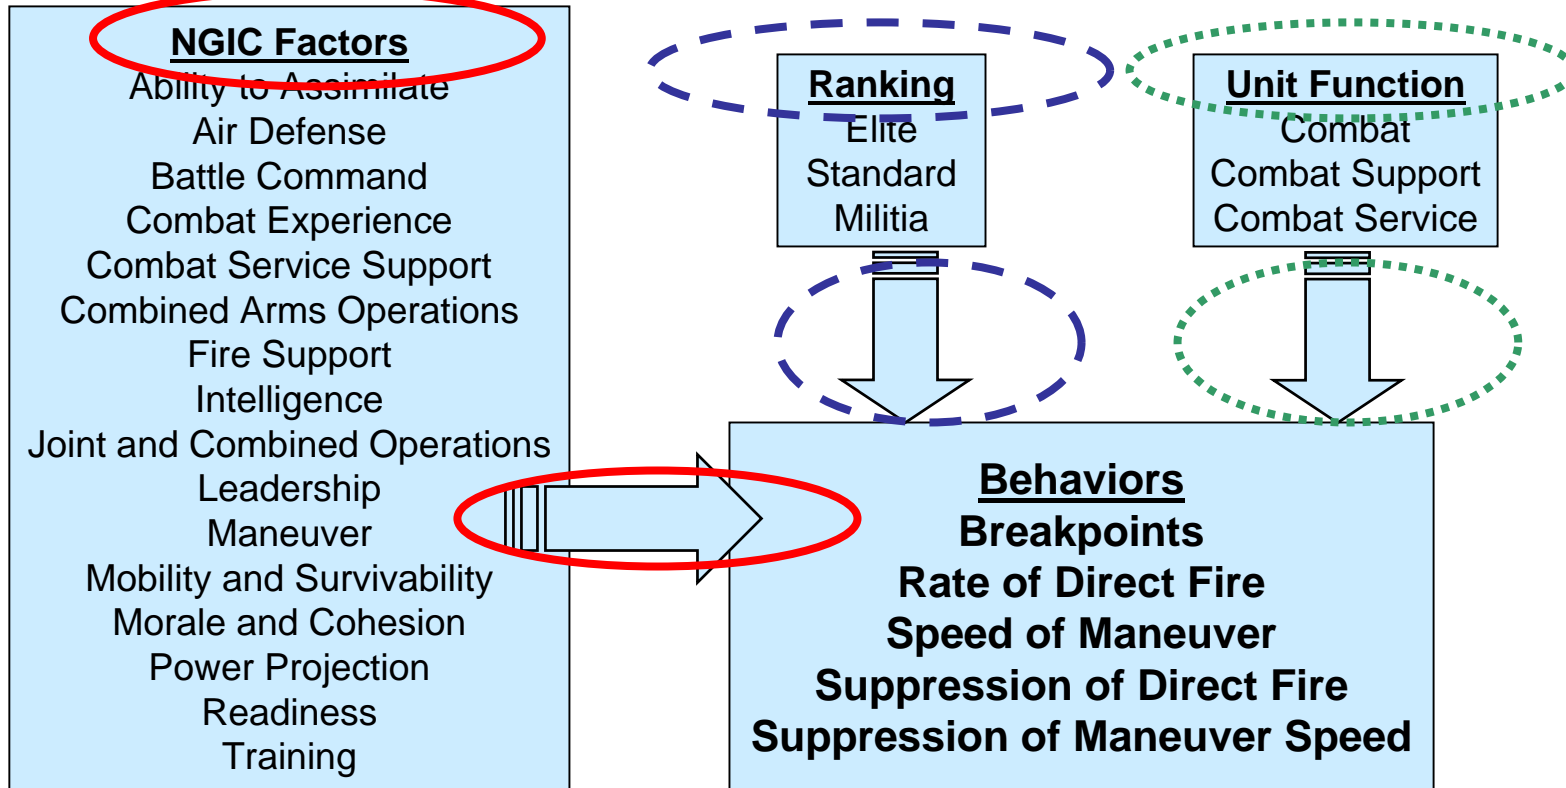 NGIC Factors
Ability to Assimilate
Air Defense
Battle Command
Combat Experience
Combat Service Support
Combined Arms Operations
Fire Support
Intelligence
Joint and Combined Operations
Leadership
Maneuver
Mobility and Survivability
Morale and Cohesion
Power Projection
Readiness
Training
Ranking
Elite
Standard
Militia
Unit Function
Combat
Combat Support
Combat Service
Behaviors
Breakpoints
Rate of Direct Fire
Speed of Maneuver
Suppression of Direct Fire
Suppression of Maneuver Speed